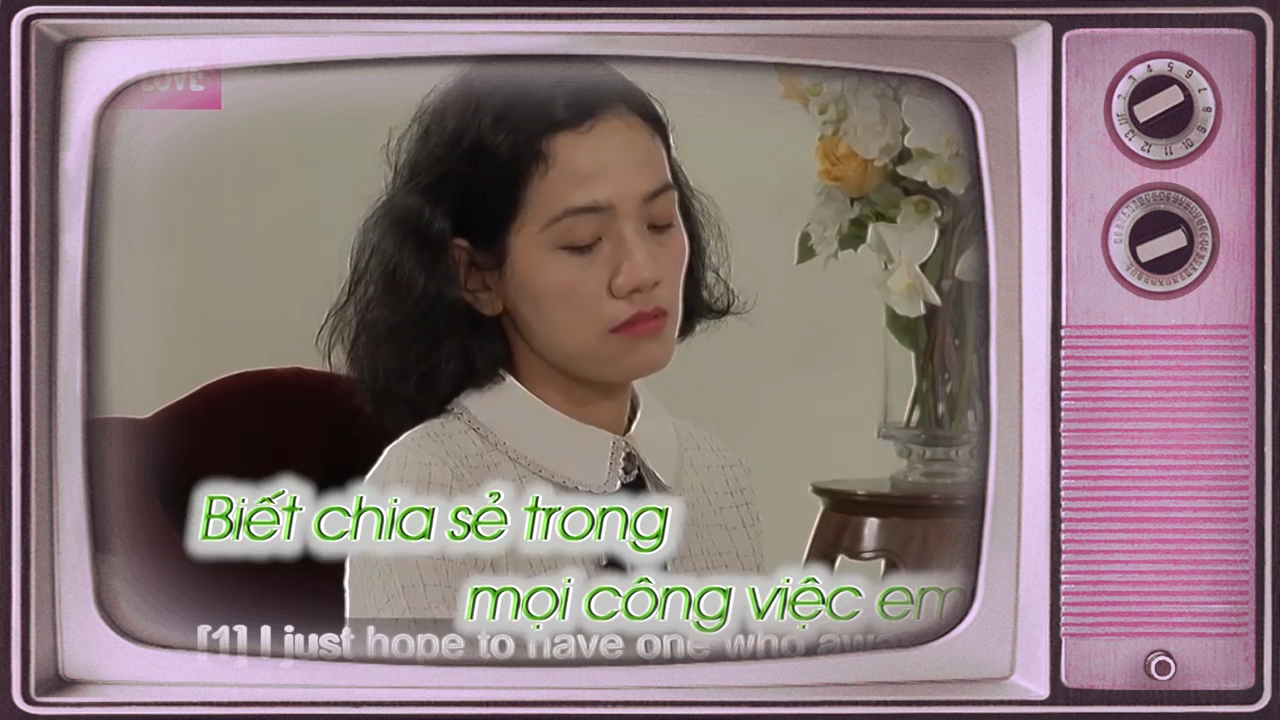 LOVE
Biết chia sẻ trong
mọi công việc em
[1] I just hope to have one who